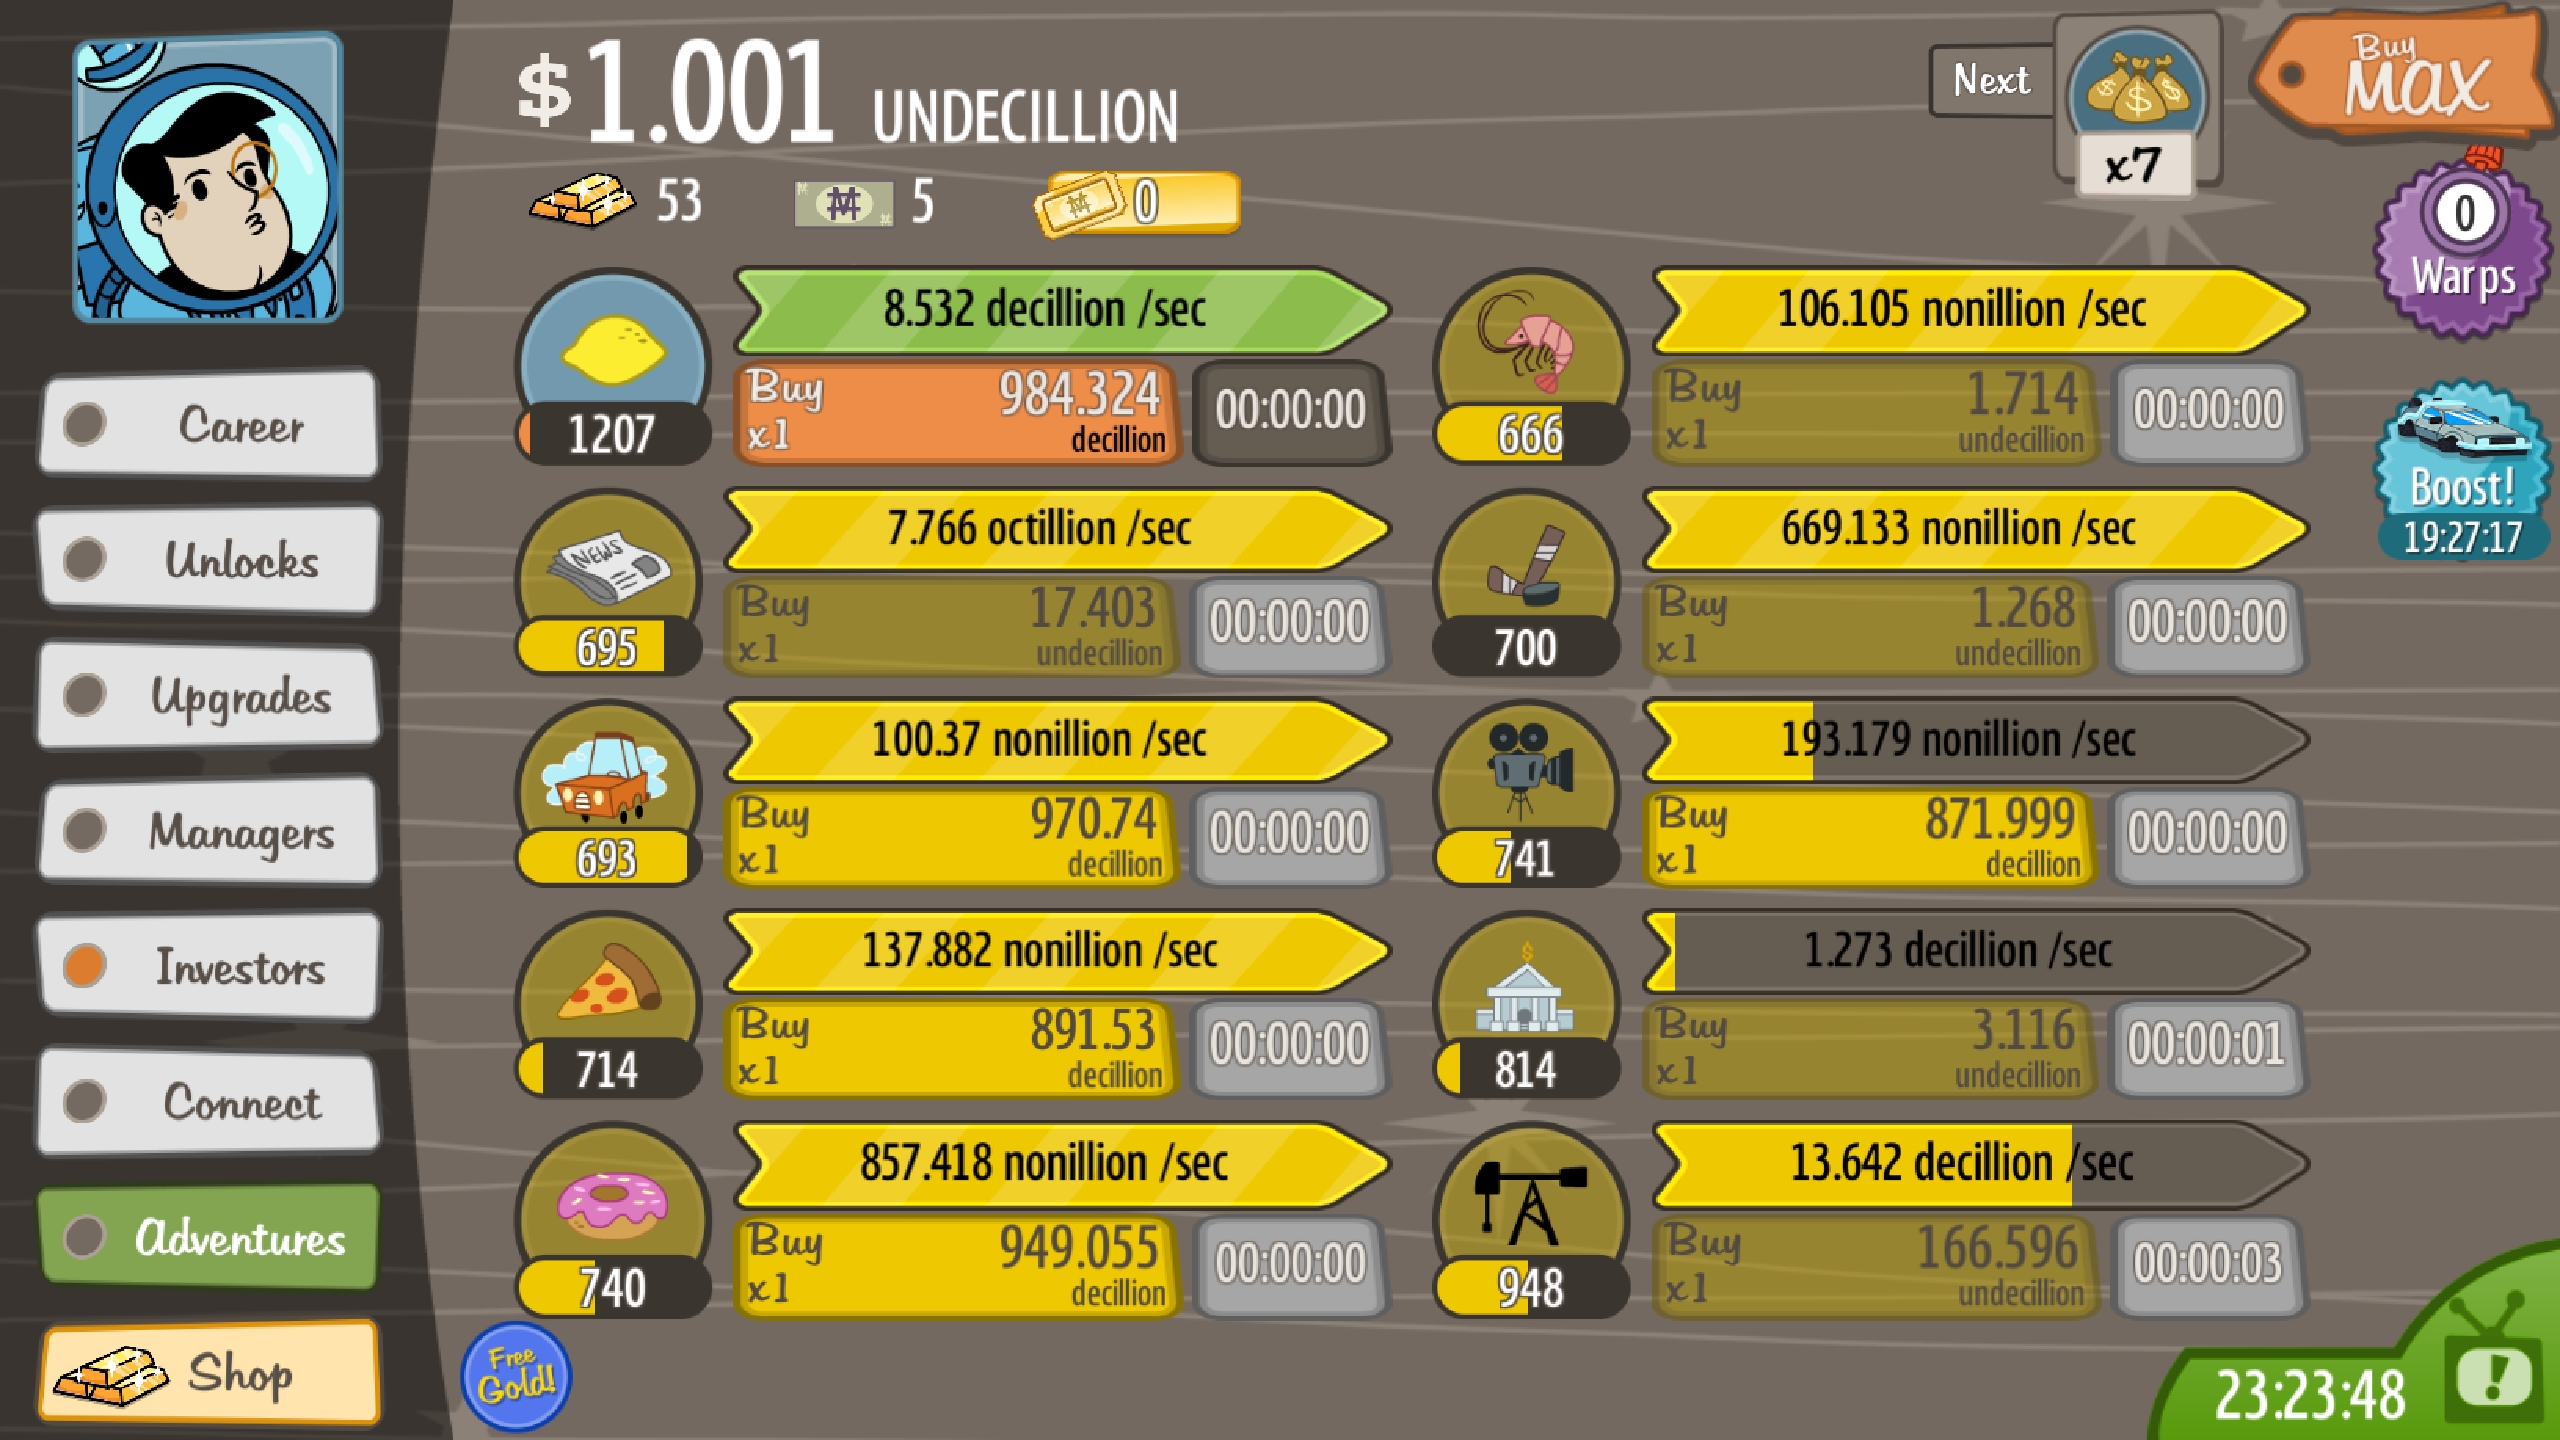 $1.001 UNDECILLION
Next
x7
Buy
MAX
53
5
0
0
Warps
Boost!
19:27:17
Career
Unlocks
Upgrades
Managers
Investors
Connect
Adventures
Shop
8.532 decillion /sec
1207
Buy
x1
984.324
decillion
00:00:00
NEWS
7.766 octillion /sec
695
Buy
x1
17.403
undecillion
00:00:00
100.37 nonillion /sec
693
Buy
x1
970.74
decillion
00:00:00
137.882 nonillion /sec
714
Buy
x1
891.53
decillion
00:00:00
857.418 nonillion /sec
740
Buy
x1
949.055
decillion
00:00:00
106.105 nonillion /sec
666
Buy
x1
1.714
undecillion
00:00:00
669.133 nonillion /sec
700
Buy
x1
1.268
undecillion
00:00:00
193.179 nonillion /sec
741
Buy
x1
871.999
decillion
00:00:00
1.273 decillion /sec
814
Buy
x1
3.116
undecillion
00:00:01
13.642 decillion /sec
948
Buy
x1
166.596
undecillion
00:00:03
Free
Gold!
23:23:48